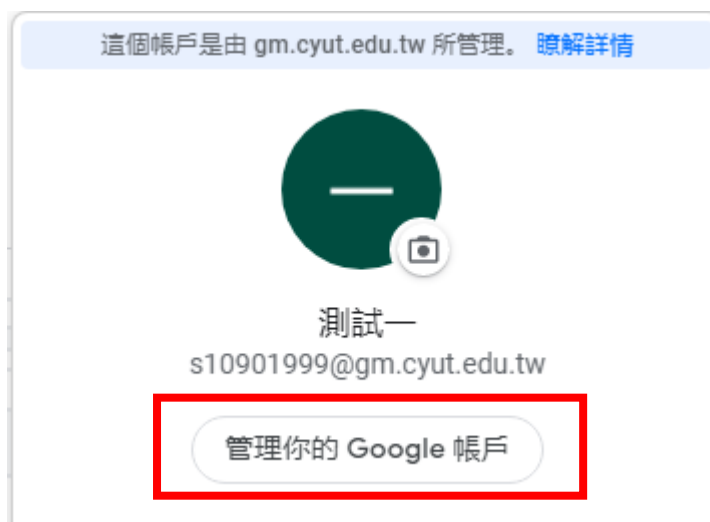 這個帳戶是由 gm.cyut.edu.tw 所管理。 瞭解詳情
一
測試一
s10901999@gm.cyut.edu.tw
管理你的 Google 帳戶